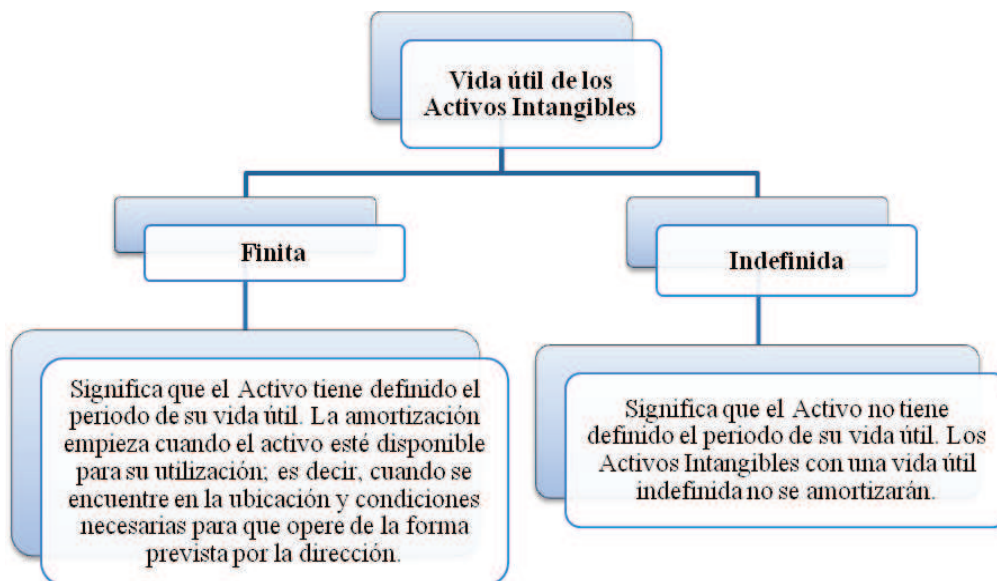 Vida útil de los
Activos Intangibles
Finita
Indefinida
Significa que el Activo tiene definido el
periodo de su vida útil. La amortización
empieza cuando el activo esté disponible
para su utilización; es decir, cuando se
encuentre en la ubicación y condiciones
necesarias para que opere de la forma
prevista por la dirección.
Significa que el Activo no tiene
definido el periodo de su vida útil. Los
Activos Intangibles con una vida útil
indefinida no se amortizarán.